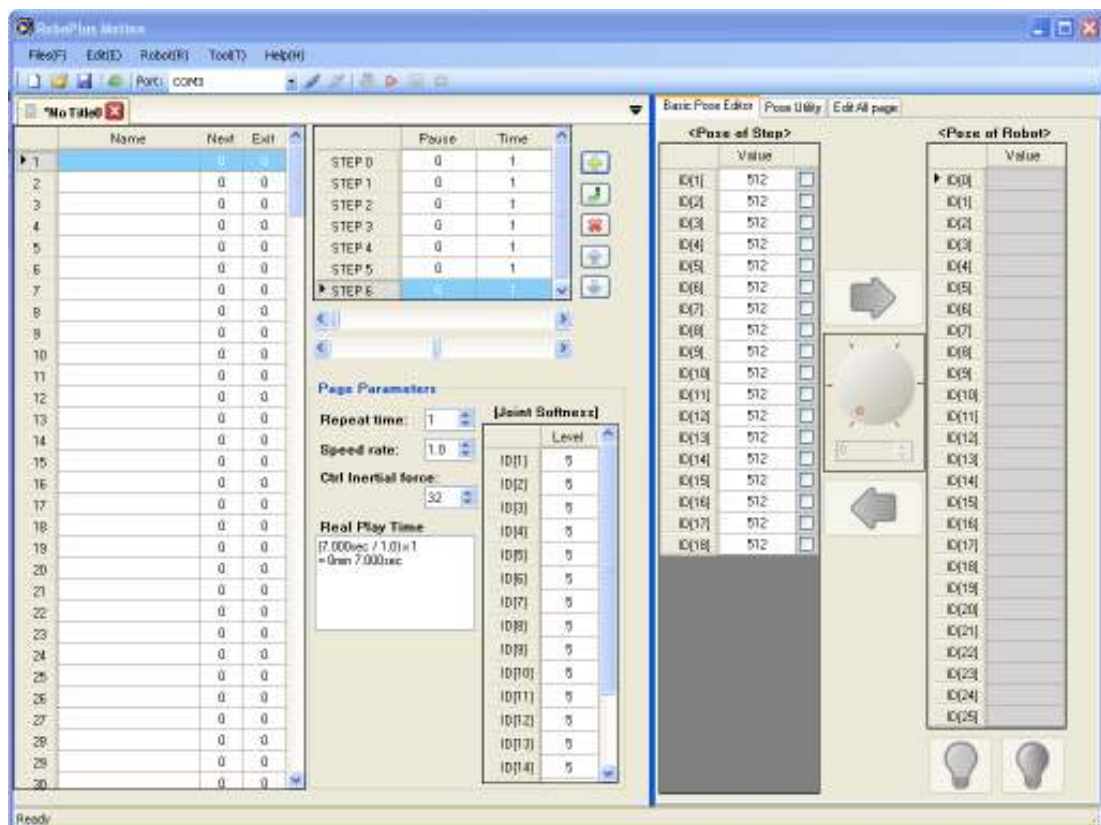 RoboPlus Motion
Files(F) Edit(E) Robot(R) Tool(T) Help(H)
Port: COM3
*No Title0
Name Next Exit
1 0 0
2 0 0
3 0 0
4 0 0
5 0 0
6 0 0
7 0 0
8 0 0
9 0 0
10 0 0
11 0 0
12 0 0
13 0 0
14 0 0
15 0 0
16 0 0
17 0 0
18 0 0
19 0 0
20 0 0
21 0 0
22 0 0
23 0 0
24 0 0
25 0 0
26 0 0
27 0 0
28 0 0
29 0 0
30 0 0
Pause Time
STEP 0 0 1
STEP 1 0 1
STEP 2 0 1
STEP 3 0 1
STEP 4 0 1
STEP 5 0 1
STEP 6 0 1
Page Parameters
Repeat time: 1
Speed rate: 1.0
Ctrl Inertial force:
32
Real Play Time
(7.000sec / 1.0) x 1
= 0min 7.000sec
[Joint Softness]
Level
ID[1] 5
ID[2] 5
ID[3] 5
ID[4] 5
ID[5] 5
ID[6] 5
ID[7] 5
ID[8] 5
ID[9] 5
ID[10] 5
ID[11] 5
ID[12] 5
ID[13] 5
ID[14] 5
Basic Pose Editor Pose Utility Edit All page
<Pose of Step>
Value
ID[1] 512
ID[2] 512
ID[3] 512
ID[4] 512
ID[5] 512
ID[6] 512
ID[7] 512
ID[8] 512
ID[9] 512
ID[10] 512
ID[11] 512
ID[12] 512
ID[13] 512
ID[14] 512
ID[15] 512
ID[16] 512
ID[17] 512
ID[18] 512
0
<Pose of Robot>
Value
ID[0]
ID[1]
ID[2]
ID[3]
ID[4]
ID[5]
ID[6]
ID[7]
ID[8]
ID[9]
ID[10]
ID[11]
ID[12]
ID[13]
ID[14]
ID[15]
ID[16]
ID[17]
ID[18]
ID[19]
ID[20]
ID[21]
ID[22]
ID[23]
ID[24]
ID[25]
Ready